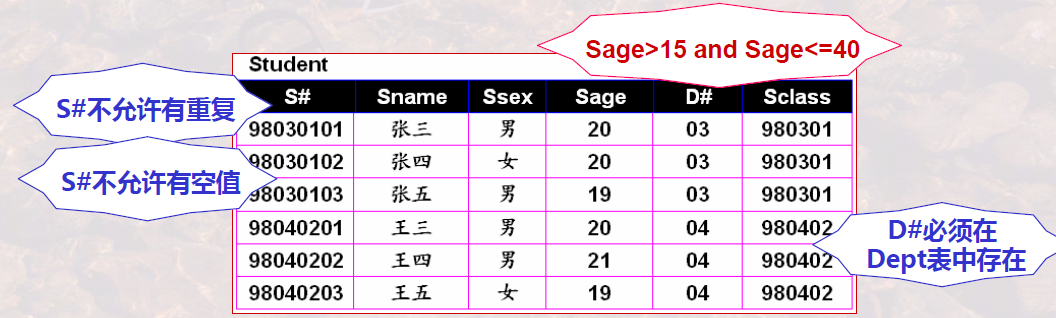 Sage>15 and Sage<=40
Student
S# Sname Ssex Sage D# Sclass
S#不允许有重复
98030101 张三 男 20 03 980301
98030102 张四 女 20 03 980301
S#不允许有空值
98030103 张五 男 19 03 980301
98040201 王三 男 20 04 980402
D#必须在
Dept表中存在
98040202 王四 男 21 04 980402
98040203 王五 女 19 04 980402